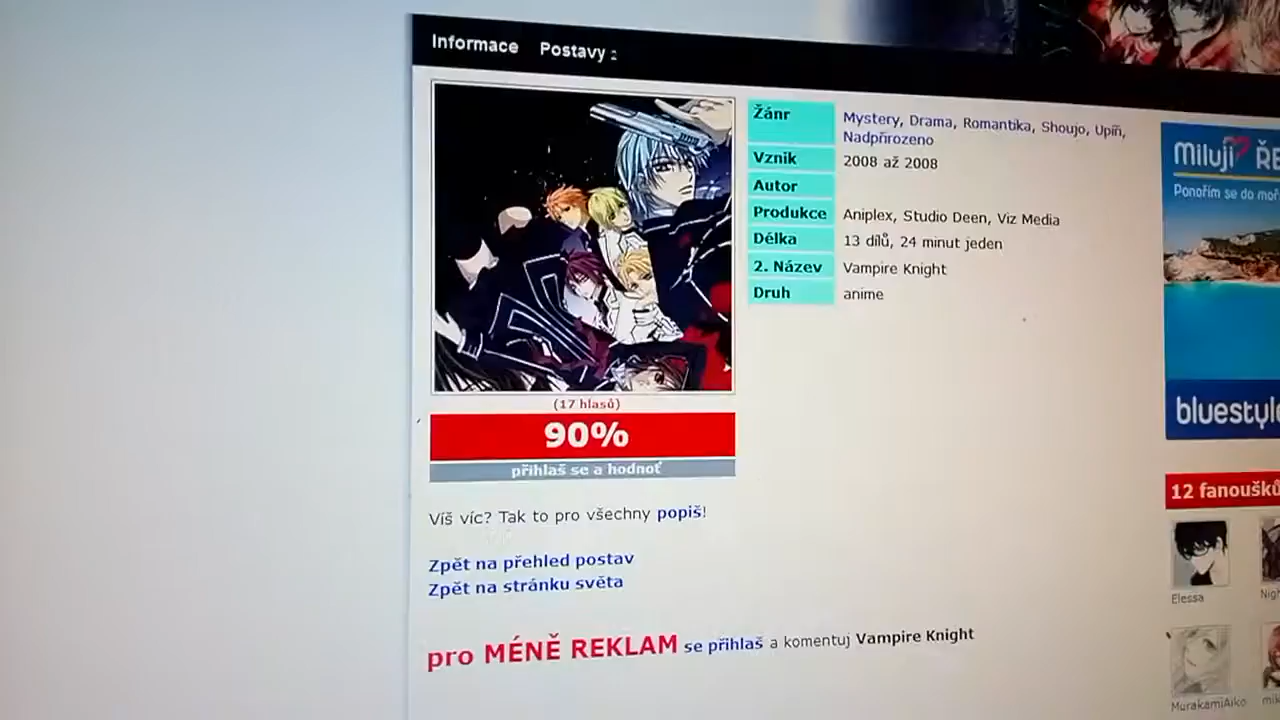 Informace Postavy
Žánr Mystery, Drama, Romantika, Shoujo, Upíři,
Nadpřirozeno
Vznik 2008 až 2008
Autor
Produkce Aniplex, Studio Deen, Viz Media
Délka 13 dílů, 24 minut jeden
2. Název Vampire Knight
Druh anime
(17 hlasů)
90%
přihlaš se a hodnoť
Víš víc? Tak to pro všechny popiš!
Zpět na přehled postav
Zpět na stránku světa
pro MÉNĚ REKLAM se přihlaš a komentuj Vampire Knight
Miluji
Ponořím se do
bluestyle
12 fanoušků
Elessa
MurakamiAiko